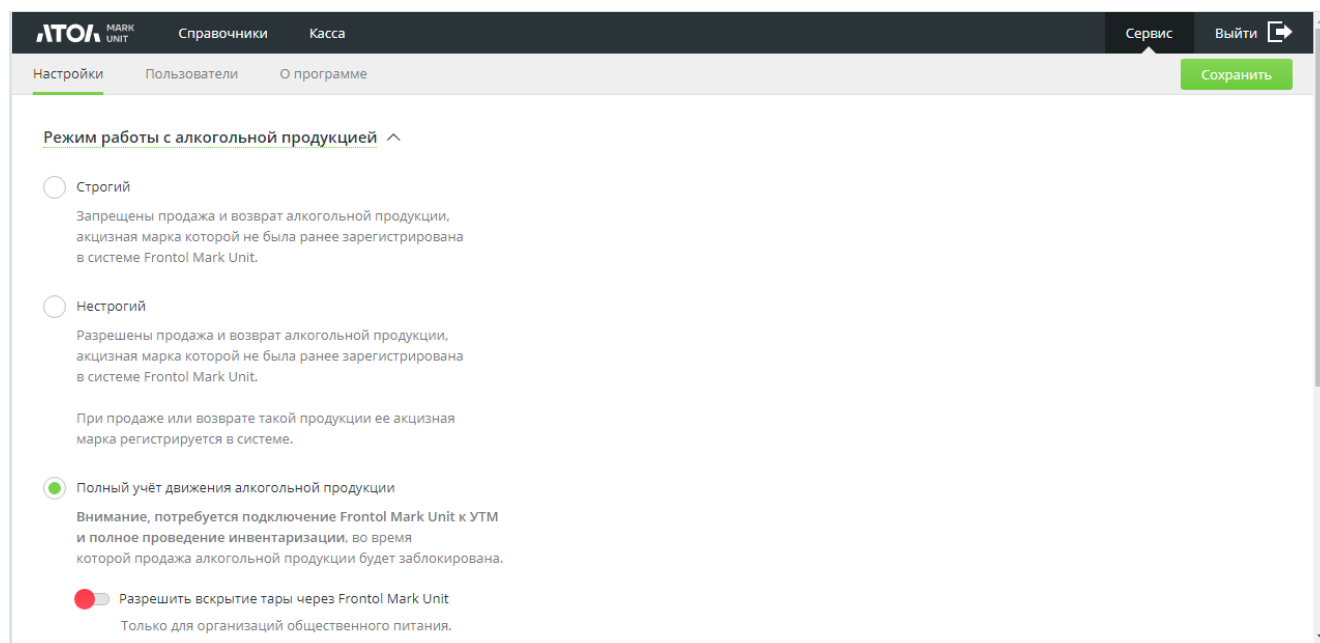 АТОЛ MARK UNIT Справочники Касса Сервис Выйти
Настройки Пользователи О программе Сохранить
Режим работы с алкогольной продукцией
Строгий
Запрещены продажа и возврат алкогольной продукции,
акцизная марка которой не была ранее зарегистрирована
в системе Frontol Mark Unit.
Нестрогий
Разрешены продажа и возврат алкогольной продукции,
акцизная марка которой не была ранее зарегистрирована
в системе Frontol Mark Unit.
При продаже или возврате такой продукции ее акцизная
марка регистрируется в системе.
Полный учёт движения алкогольной продукции
Внимание, потребуется подключение Frontol Mark Unit к УТМ
и полное проведение инвентаризации, во время
которой продажа алкогольной продукции будет заблокирована.
Разрешить вскрытие тары через Frontol Mark Unit
Только для организаций общественного питания.